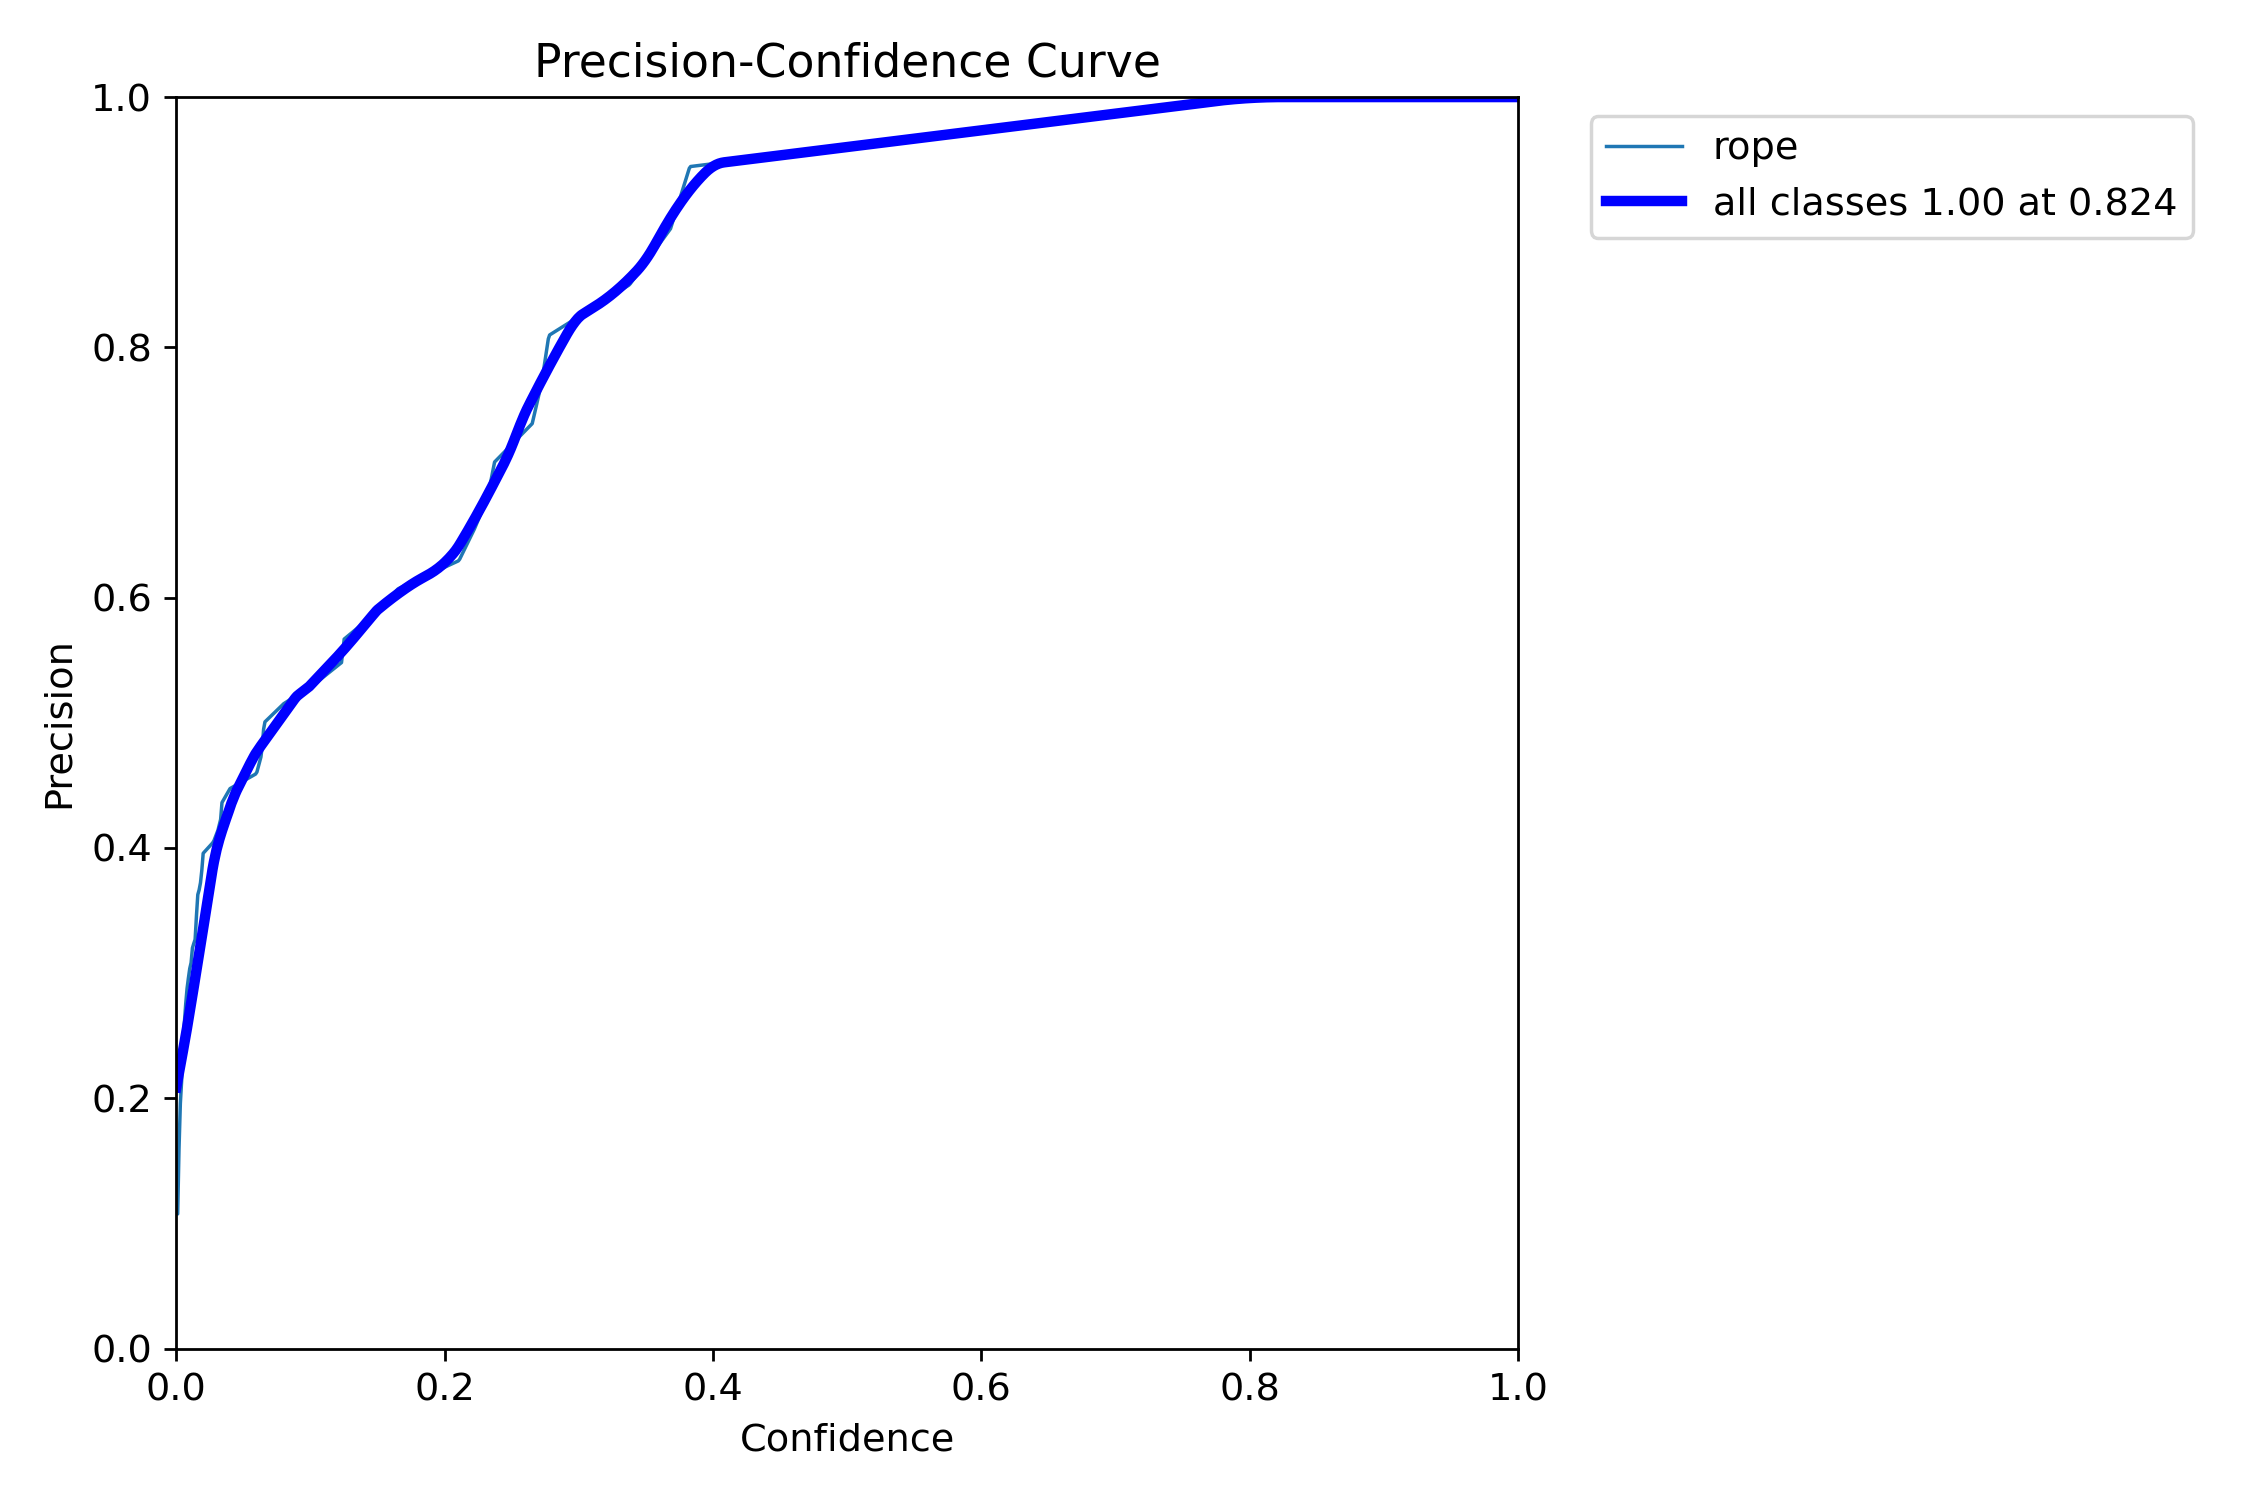 Precision-Confidence Curve
1.0
0.8
0.6
0.4
0.2
0.0
Precision
0.0 0.2 0.4 0.6 0.8 1.0
Confidence
rope
all classes 1.00 at 0.824